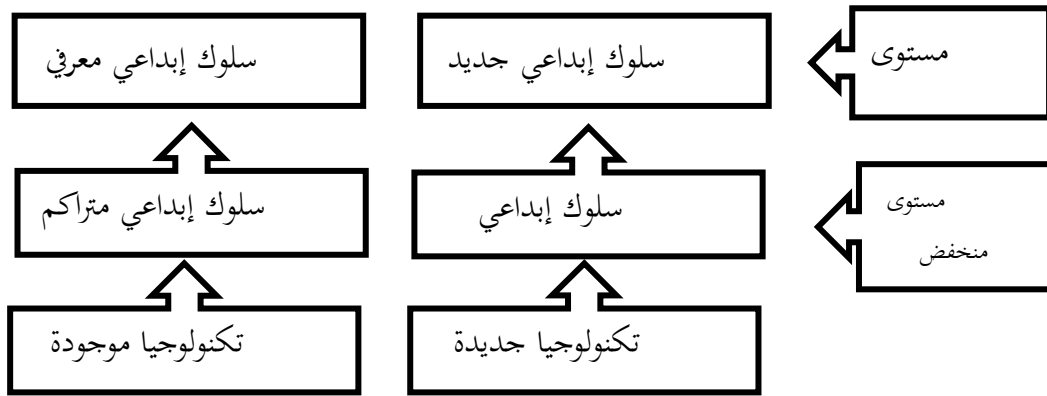 مستوى
سلوك إبداعي جديد
سلوك إبداعي معرفي
مستوى
منخفض
سلوك إبداعي
سلوك إبداعي متراكم
تكنولوجيا جديدة
تكنولوجيا موجودة